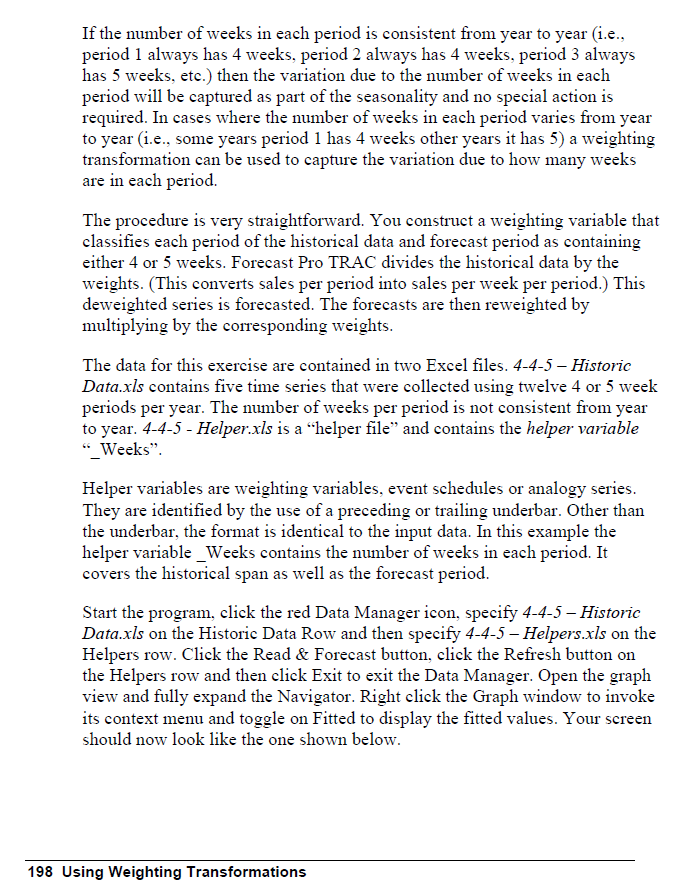 If the number of weeks in each period is consistent from year to year (i.e.,
period 1 always has 4 weeks, period 2 always has 4 weeks, period 3 always
has 5 weeks, etc.) then the variation due to the number of weeks in each
period will be captured as part of the seasonality and no special action is
required. In cases where the number of weeks in each period varies from year
to year (i.e., some years period 1 has 4 weeks other years it has 5) a weighting
transformation can be used to capture the variation due to how many weeks
are in each period.
The procedure is very straightforward. You construct a weighting variable that
classifies each period of the historical data and forecast period as containing
either 4 or 5 weeks. Forecast Pro TRAC divides the historical data by the
weights. (This converts sales per period into sales per week per period.) This
deweighted series is forecasted. The forecasts are then reweighted by
multiplying by the corresponding weights.
The data for this exercise are contained in two Excel files. 4-4-5 – Historic
Data.xls contains five time series that were collected using twelve 4 or 5 week
periods per year. The number of weeks per period is not consistent from year
to year. 4-4-5 - Helper.xls is a “helper file” and contains the helper variable
“_Weeks”.
Helper variables are weighting variables, event schedules or analogy series.
They are identified by the use of a preceding or trailing underbar. Other than
the underbar, the format is identical to the input data. In this example the
helper variable _Weeks contains the number of weeks in each period. It
covers the historical span as well as the forecast period.
Start the program, click the red Data Manager icon, specify 4-4-5 – Historic
Data.xls on the Historic Data Row and then specify 4-4-5 – Helpers.xls on the
Helpers row. Click the Read & Forecast button, click the Refresh button on
the Helpers row and then click Exit to exit the Data Manager. Open the graph
view and fully expand the Navigator. Right click the Graph window to invoke
its context menu and toggle on Fitted to display the fitted values. Your screen
should now look like the one shown below.
198 Using Weighting Transformations